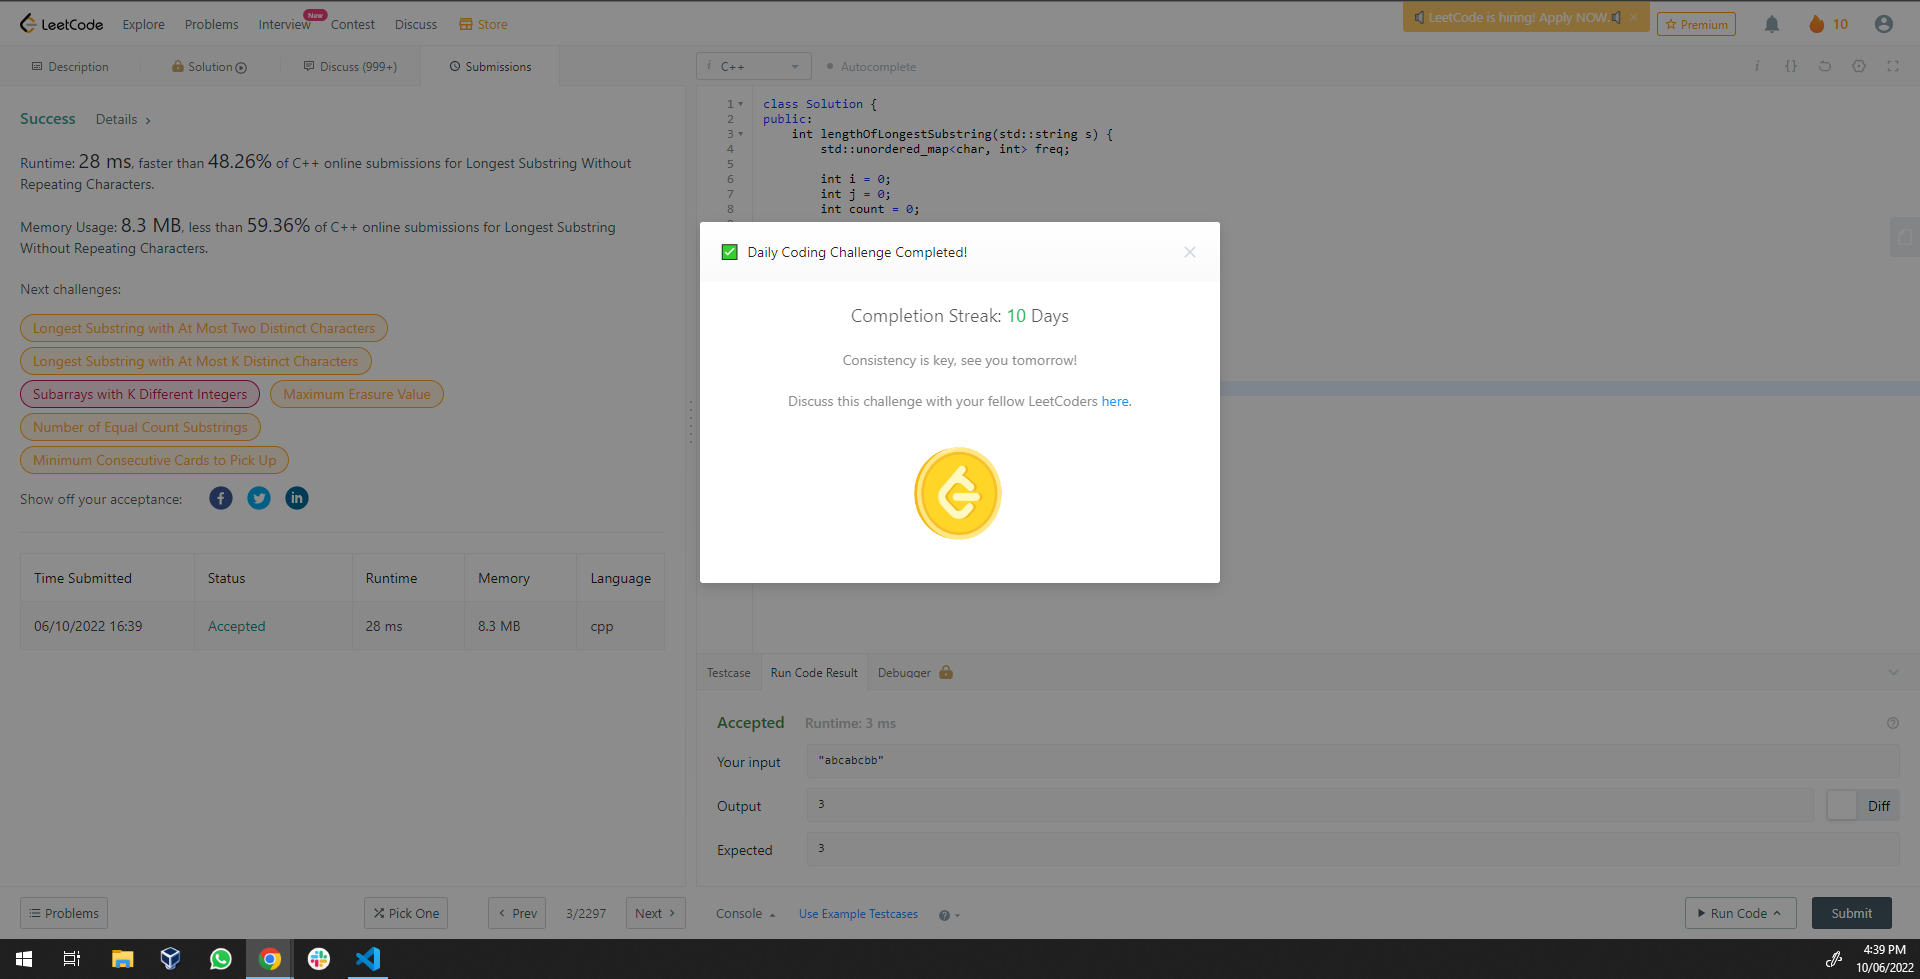 LeetCode Explore Problems Interview New Contest Discuss Store
LeetCode is hiring! Apply NOW. × Premium 10
Description Solution Discuss (999+) Submissions
i C++ Autocomplete i {}
Success Details >
Runtime: 28 ms, faster than 48.26% of C++ online submissions for Longest Substring Without
Repeating Characters.
Memory Usage: 8.3 MB, less than 59.36% of C++ online submissions for Longest Substring
Without Repeating Characters.
Next challenges:
Longest Substring with At Most Two Distinct Characters
Longest Substring with At Most K Distinct Characters
Subarrays with K Different Integers Maximum Erasure Value
Number of Equal Count Substrings
Minimum Consecutive Cards to Pick Up
Show off your acceptance:
Time Submitted Status Runtime Memory Language
06/10/2022 16:39 Accepted 28 ms 8.3 MB cpp
1 class Solution {
2 public:
3 int lengthOfLongestSubstring(std::string s) {
4 std::unordered_map<char, int> freq;
5
6 int i = 0;
7 int j = 0;
8 int count = 0;
Daily Coding Challenge Completed! ×
Completion Streak: 10 Days
Consistency is key, see you tomorrow!
Discuss this challenge with your fellow LeetCoders here.
Testcase Run Code Result Debugger
Accepted Runtime: 3 ms
Your input "abcabcbb"
Output 3 Diff
Expected 3
Problems Pick One < Prev 3/2297 Next > Console Use Example Testcases Run Code Submit
4:39 PM
10/06/2022